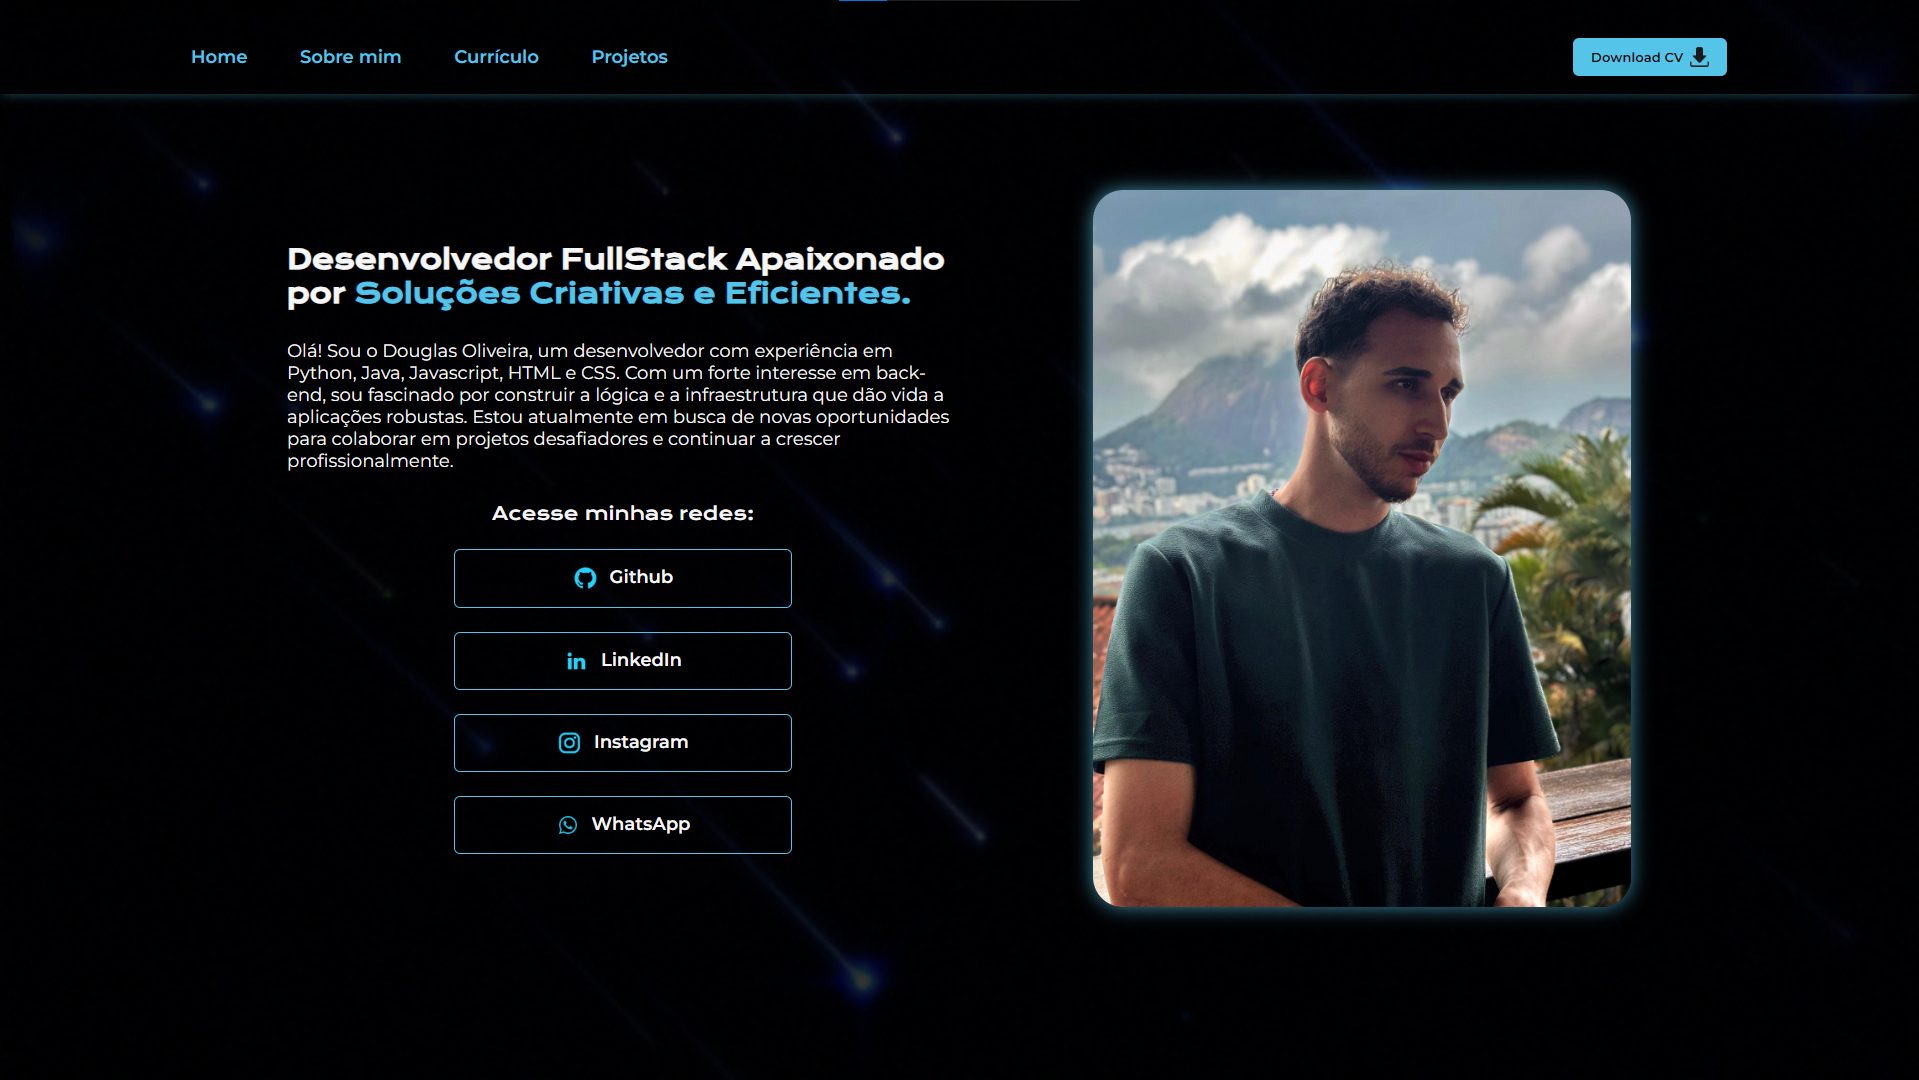 Home Sobre mim Currículo Projetos Download CV
Desenvolvedor FullStack Apaixonado
por Soluções Criativas e Eficientes.
Olá! Sou o Douglas Oliveira, um desenvolvedor com experiência em
Python, Java, Javascript, HTML e CSS. Com um forte interesse em back-
end, sou fascinado por construir a lógica e a infraestrutura que dão vida a
aplicações robustas. Estou atualmente em busca de novas oportunidades
para colaborar em projetos desafiadores e continuar a crescer
profissionalmente.
Acesse minhas redes:
Github
LinkedIn
Instagram
WhatsApp